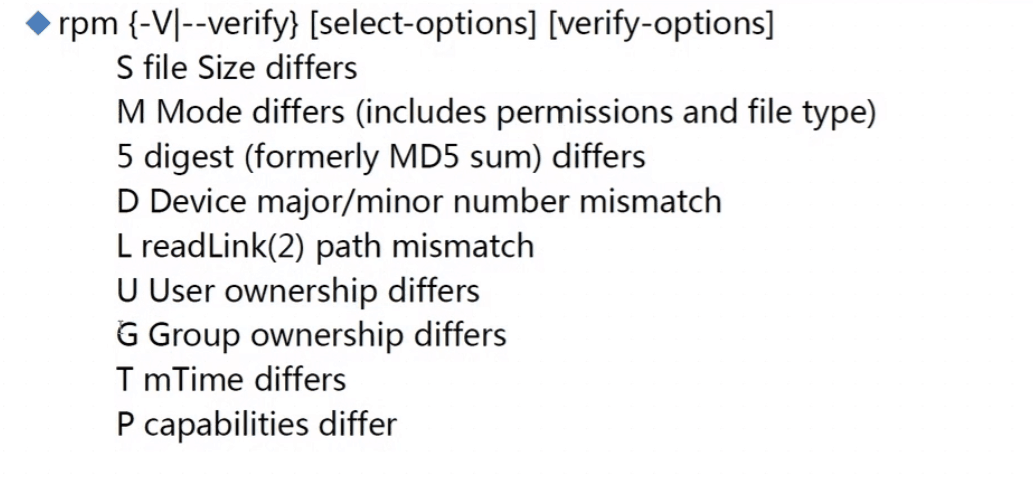 rpm {-V|--verify} [select-options] [verify-options]
S file Size differs
M Mode differs (includes permissions and file type)
5 digest (formerly MD5 sum) differs
D Device major/minor number mismatch
L readLink(2) path mismatch
U User ownership differs
G Group ownership differs
T mTime differs
P capabilities differ